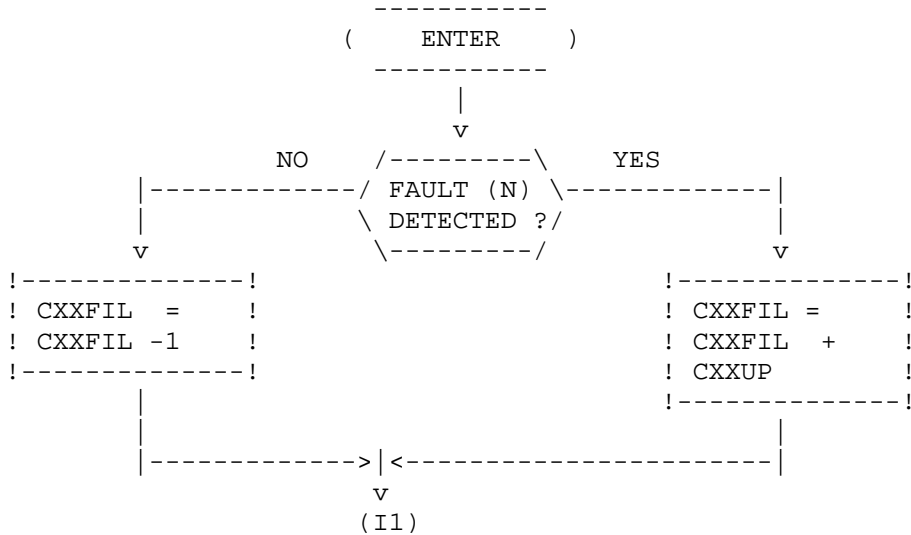 ENTER
NO YES
FAULT (N)
DETECTED ?
CXXFIL = CXXFIL =
CXXFIL -1 CXXFIL +
CXXUP
(I1)